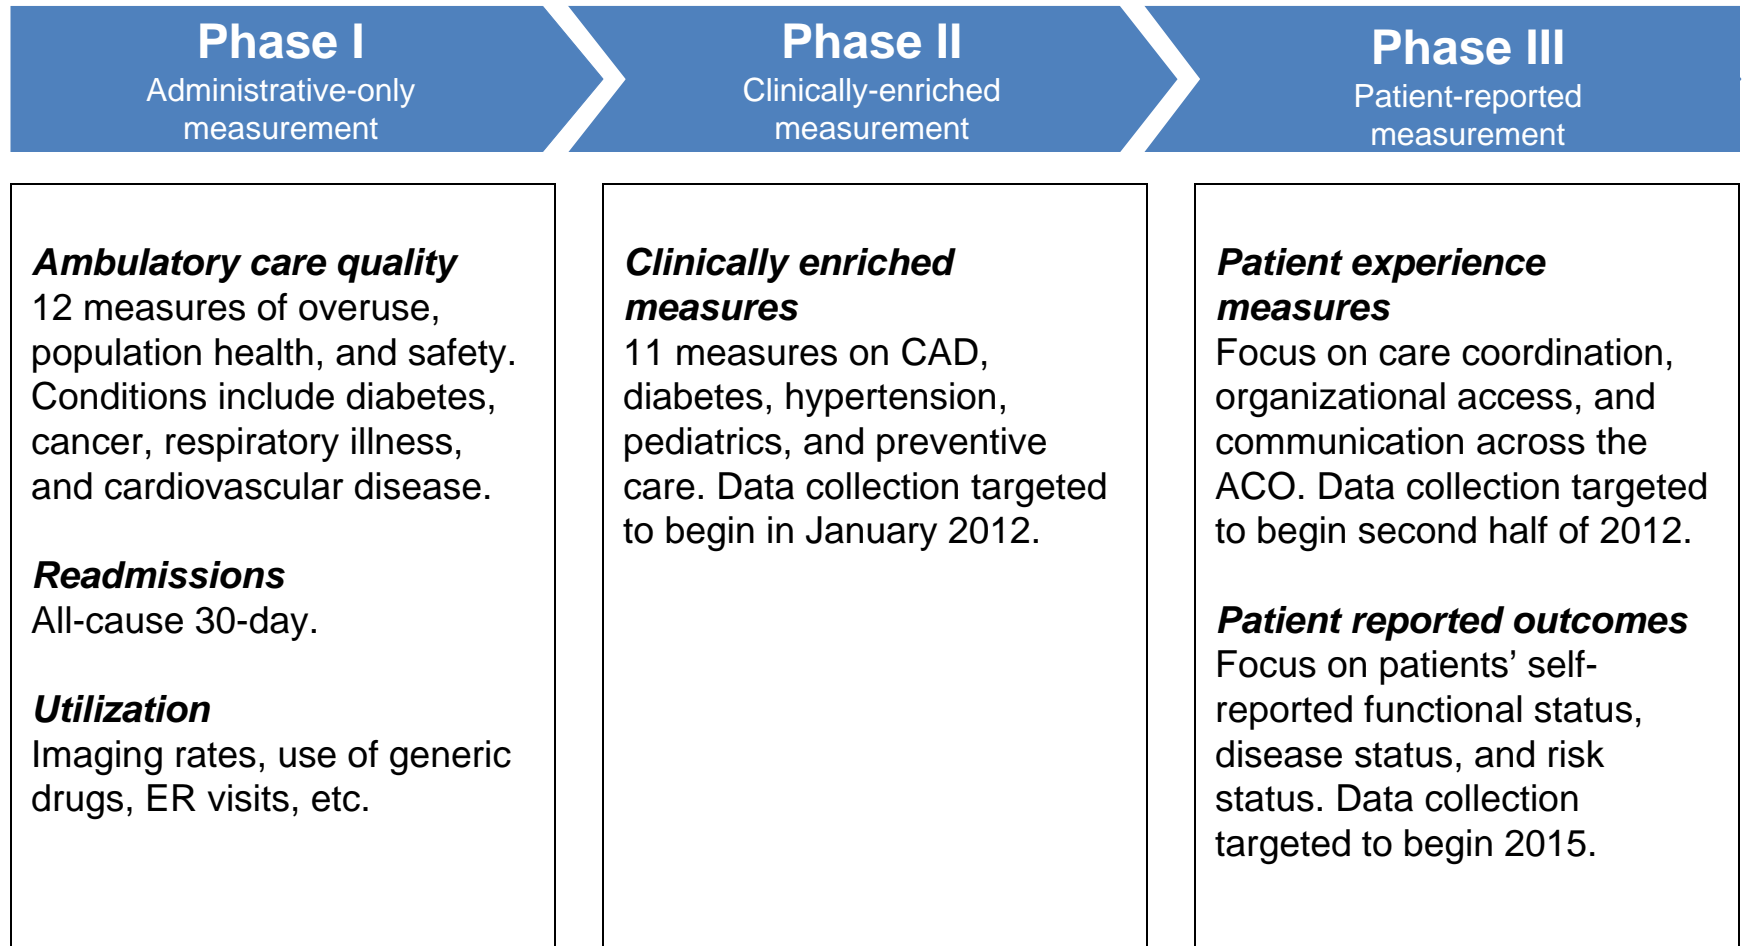 Phase I
Administrative-only
measurement
Phase II
Clinically-enriched
measurement
Phase III
Patient-reported
measurement
Ambulatory care quality
12 measures of overuse,
population health, and safety.
Conditions include diabetes,
cancer, respiratory illness,
and cardiovascular disease.
Readmissions
All-cause 30-day.
Utilization
Imaging rates, use of generic
drugs, ER visits, etc.
Clinically enriched
measures
11 measures on CAD,
diabetes, hypertension,
pediatrics, and preventive
care. Data collection targeted
to begin in January 2012.
Patient experience
measures
Focus on care coordination,
organizational access, and
communication across the
ACO. Data collection targeted
to begin second half of 2012.
Patient reported outcomes
Focus on patients’ self-
reported functional status,
disease status, and risk
status. Data collection
targeted to begin 2015.